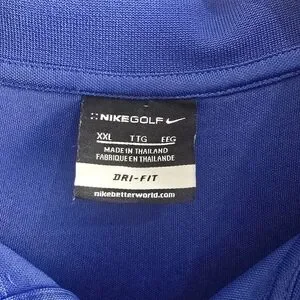 NIKEGOLF
XXL TTG EEG
MADE IN THAILAND
FABRIQUE EN THAILANDE
DRI-FIT
nikebetterworld.com